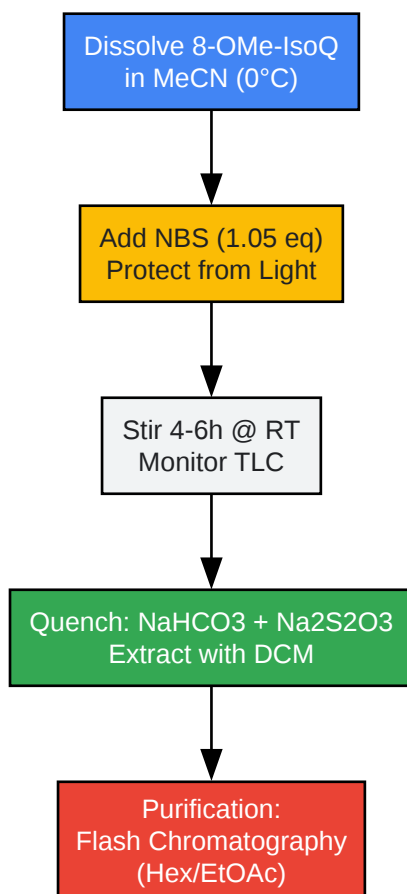 Dissolve 8-OMe-IsoQ
in MeCN (0°C)
Add NBS (1.05 eq)
Protect from Light
Stir 4-6h @ RT
Monitor TLC
Quench: NaHCO3 + Na2S2O3
Extract with DCM
Purification:
Flash Chromatography
(Hex/EtOAc)